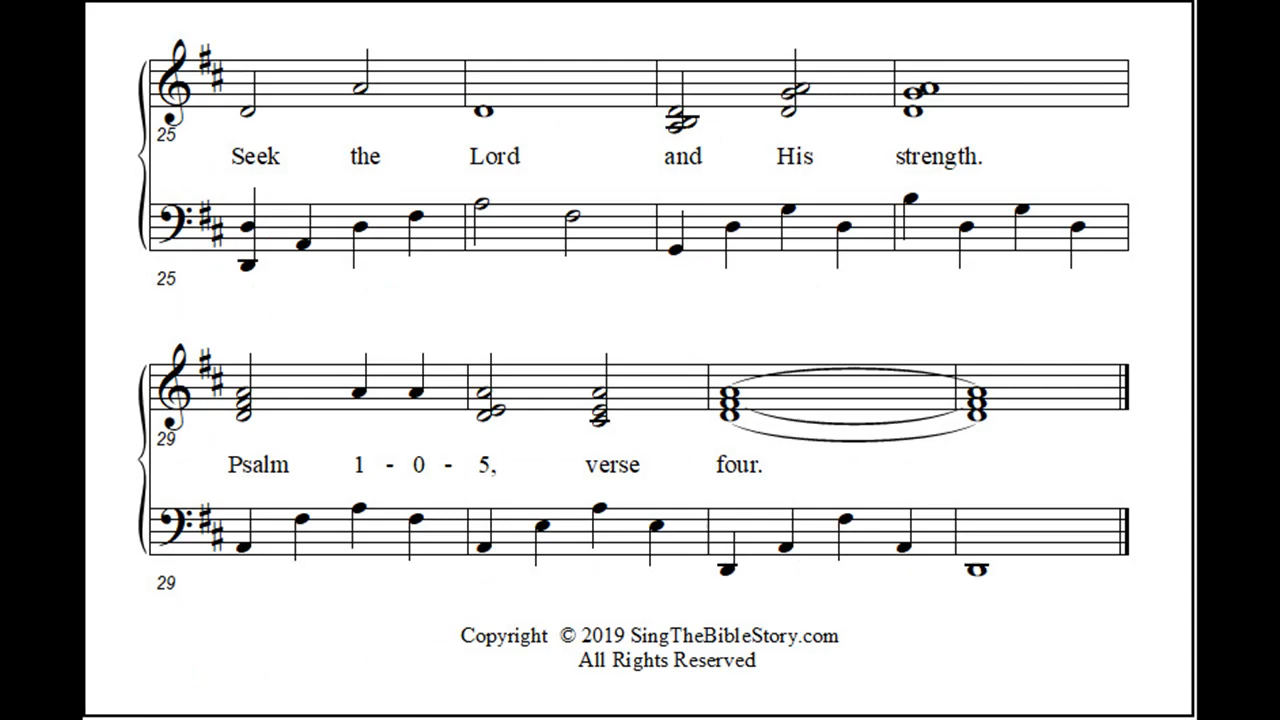 25
Seek the Lord and His strength.
25
29
Psalm 1 - 0 - 5, verse four.
29
Copyright © 2019 SingTheBibleStory.com
All Rights Reserved